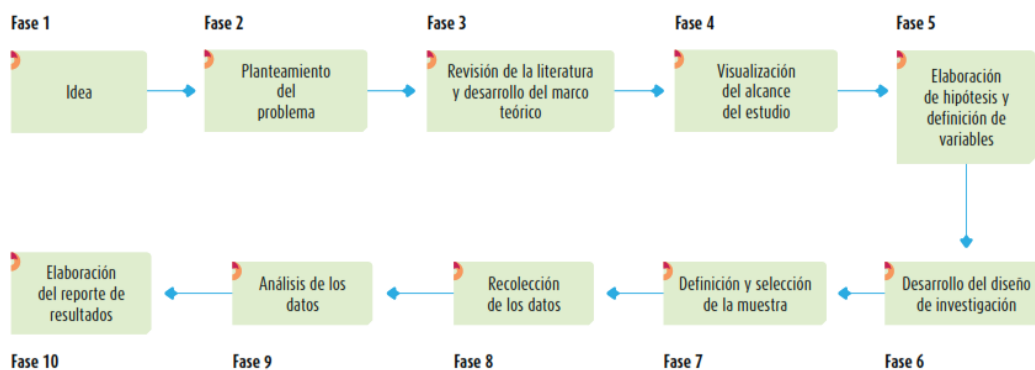 Fase 1
Idea
Fase 2
Planteamiento
del
problema
Fase 3
Revisión de la literatura
y desarrollo del marco
teórico
Fase 4
Visualización
del alcance
del estudio
Fase 5
Elaboración
de hipótesis y
definición de
variables
Desarrollo del diseño
de investigación
Fase 6
Definición y selección
de la muestra
Fase 7
Recolección
de los datos
Fase 8
Análisis de los
datos
Fase 9
Elaboración
del reporte de
resultados
Fase 10